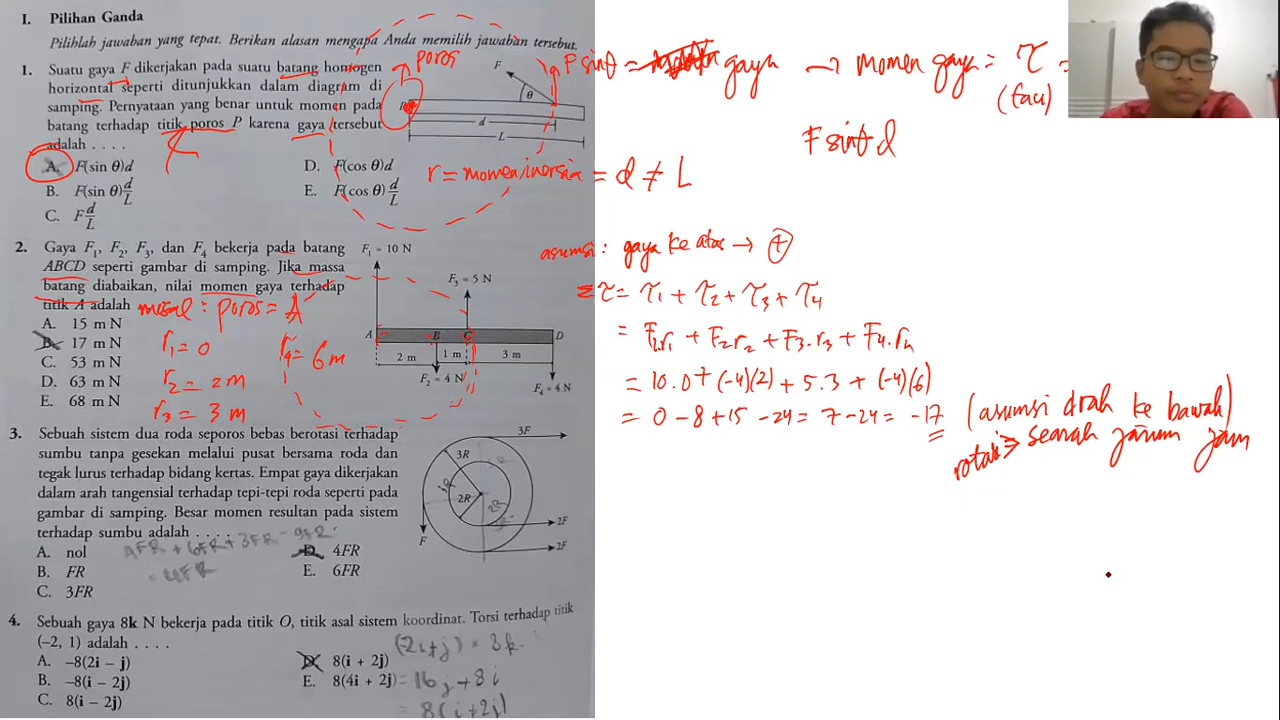 I. Pilihan Ganda
Pilihlah jawaban yang tepat. Berikan alasan mengapa Anda memilih jawaban tersebut.
1. Suatu gaya F dikerjakan pada suatu batang homogen
horizontal seperti ditunjukkan dalam diagram di
samping. Pernyataan yang benar untuk momen pada
batang terhadap titik poros P karena gaya tersebut
adalah . . . .
A. F(sin θ)d
D. F(cos θ)d
B. F(sin θ) d/L
E. F(cos θ) d/L
C. F d/L
poros
F
θ
P
d
L
r = momen inersia = d ≠ L
F sin θ = gaya → momen gaya = τ =
(tau)
F sin θ d
2. Gaya F₁, F₂, F₃, dan F₄ bekerja pada batang
ABCD seperti gambar di samping. Jika massa
batang diabaikan, nilai momen gaya terhadap
titik A adalah
A. 15 m N
B. 17 m N
C. 53 m N
D. 63 m N
E. 68 m N
misal : poros = A
r₁ = 0
r₂ = 2 m
r₃ = 3 m
r₄ = 6 m
F₁ = 10 N
F₃ = 5 N
A B C D
2 m 1 m 3 m
F₂ = 4 N
F₄ = 4 N
asumsi : gaya ke atas → +
Στ = τ₁ + τ₂ + τ₃ + τ₄
= F₁.r₁ + F₂r₂ + F₃.r₃ + F₄.r₄
= 10.0 + (-4)(2) + 5.3 + (-4)(6)
= 0 - 8 + 15 - 24 = 7 - 24 = -17 (asumsi arah ke bawah)
rotasi → searah jarum jam
3. Sebuah sistem dua roda seporos bebas berotasi terhadap
sumbu tanpa gesekan melalui pusat bersana roda dan
tegak lurus terhadap bidang kertas. Empat gaya dikerjakan
dalam arah tangensial terhadap tepi-tepi roda seperti pada
gambar di samping. Besar momen resultan pada sistem
terhadap sumbu adalah . . . .
A. nol
D. 4FR
B. FR
E. 6FR
C. 3FR
= 4FR
3F
3R
2R
2R
F
2F
2F
4. Sebuah gaya 8k N bekerja pada titik O, titik asal sistem koordinat. Torsi terhadap titik
(–2, 1) adalah . . . .
A. –8(2i – j)
D. 8(i + 2j)
B. –8(i – 2j)
E. 8(4i + 2j)
C. 8(i – 2j)
= 16j + 8i
= 8(i+2j)